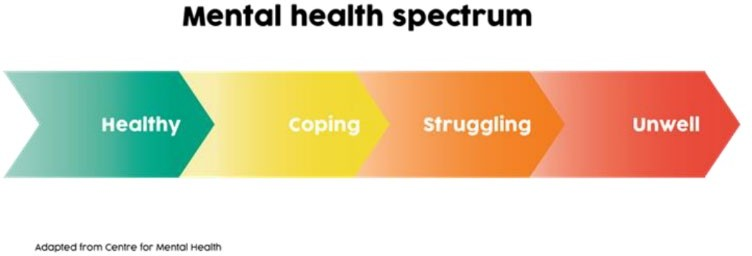 Mental health spectrum
Healthy Coping Struggling Unwell
Adapted from Centre for Mental Health